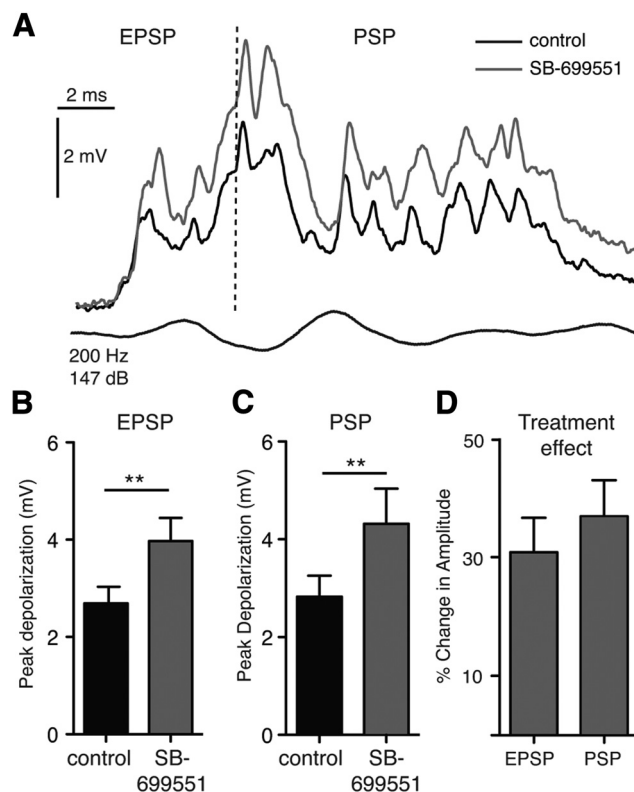 A
EPSP
PSP
control
SB-699551
2 ms
2 mV
200 Hz
147 dB
B
EPSP
Peak depolarization (mV)
6
4
2
0
**
control
SB-
699551
C
PSP
Peak Depolarization (mV)
6
4
2
0
**
control
SB-
699551
D
Treatment
effect
% Change in Amplitude
50
30
10
EPSP
PSP